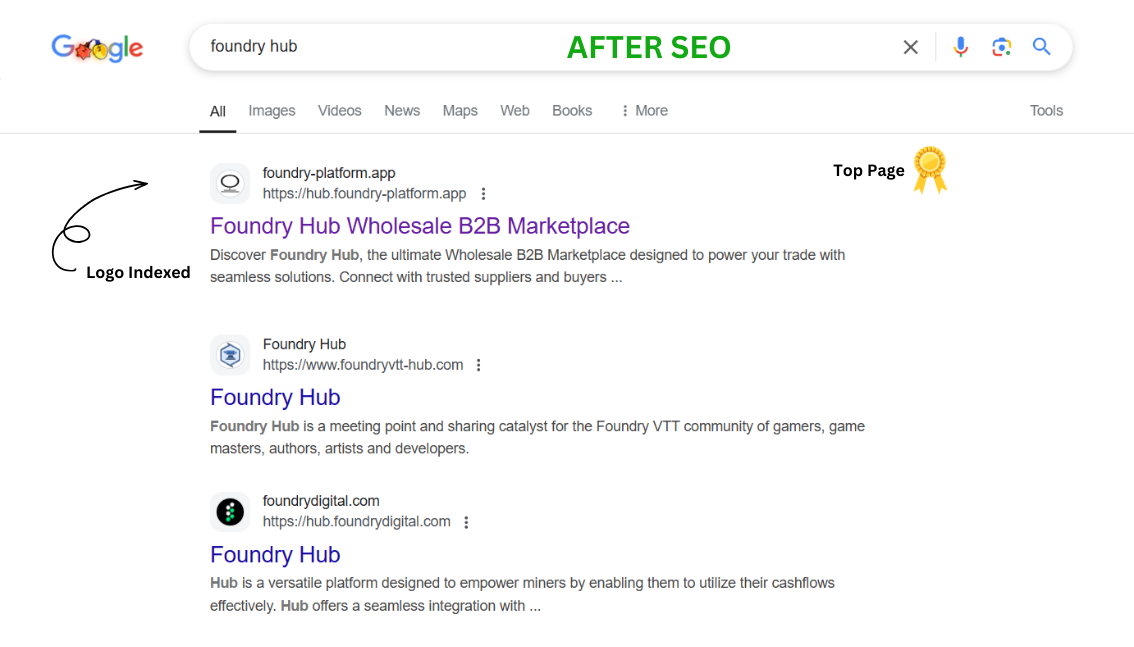 Google
foundry hub
AFTER SEO
All Images Videos News Maps Web Books More Tools
Top Page
foundry-platform.app
https://hub.foundry-platform.app
Foundry Hub Wholesale B2B Marketplace
Discover Foundry Hub, the ultimate Wholesale B2B Marketplace designed to power your trade with
seamless solutions. Connect with trusted suppliers and buyers ...
Logo Indexed
Foundry Hub
https://www.foundryvtt-hub.com
Foundry Hub
Foundry Hub is a meeting point and sharing catalyst for the Foundry VTT community of gamers, game
masters, authors, artists and developers.
foundrydigital.com
https://hub.foundrydigital.com
Foundry Hub
Hub is a versatile platform designed to empower miners by enabling them to utilize their cashflows
effectively. Hub offers a seamless integration with ...